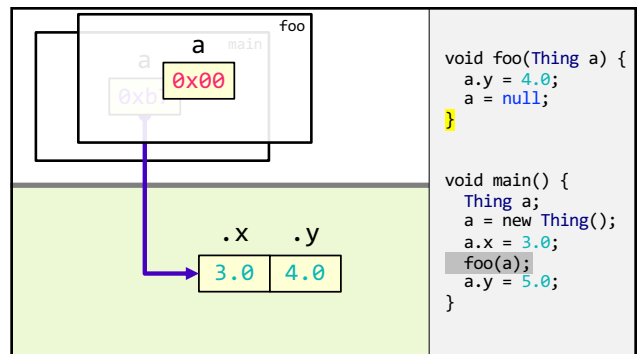 foo
a
main
a
0x00
.x .y
3.0 4.0
void foo(Thing a) {
a.y = 4.0;
a = null;
}
void main() {
Thing a;
a = new Thing();
a.x = 3.0;
foo(a);
a.y = 5.0;
}